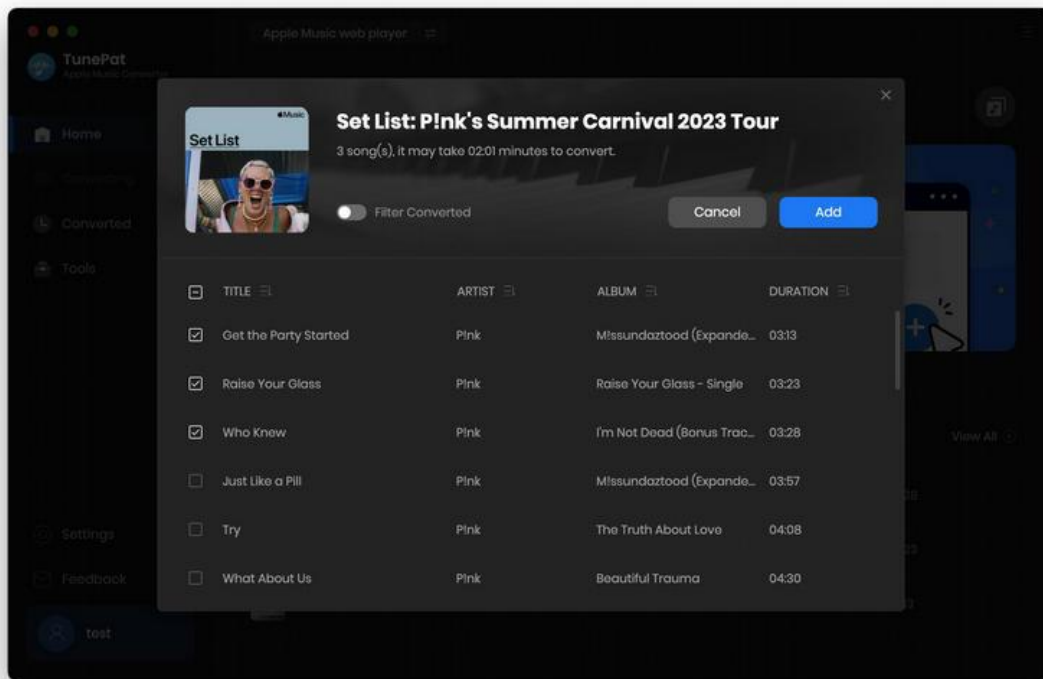 Apple Music web player
TunePat
Apple Music Converter
Home
Converted
Tools
Settings
Feedback
test
Music
Set List
Set List: P!nk's Summer Carnival 2023 Tour
3 song(s), it may take 02:01 minutes to convert.
Filter Converted
Cancel
Add
TITLE ARTIST ALBUM DURATION
Get the Party Started P!nk M!ssundaztood (Expande... 03:13
Raise Your Glass P!nk Raise Your Glass - Single 03:23
Who Knew P!nk I'm Not Dead (Bonus Trac... 03:28
Just Like a Pill P!nk M!ssundaztood (Expande... 03:57
Try P!nk The Truth About Love 04:08
What About Us P!nk Beautiful Trauma 04:30
View All